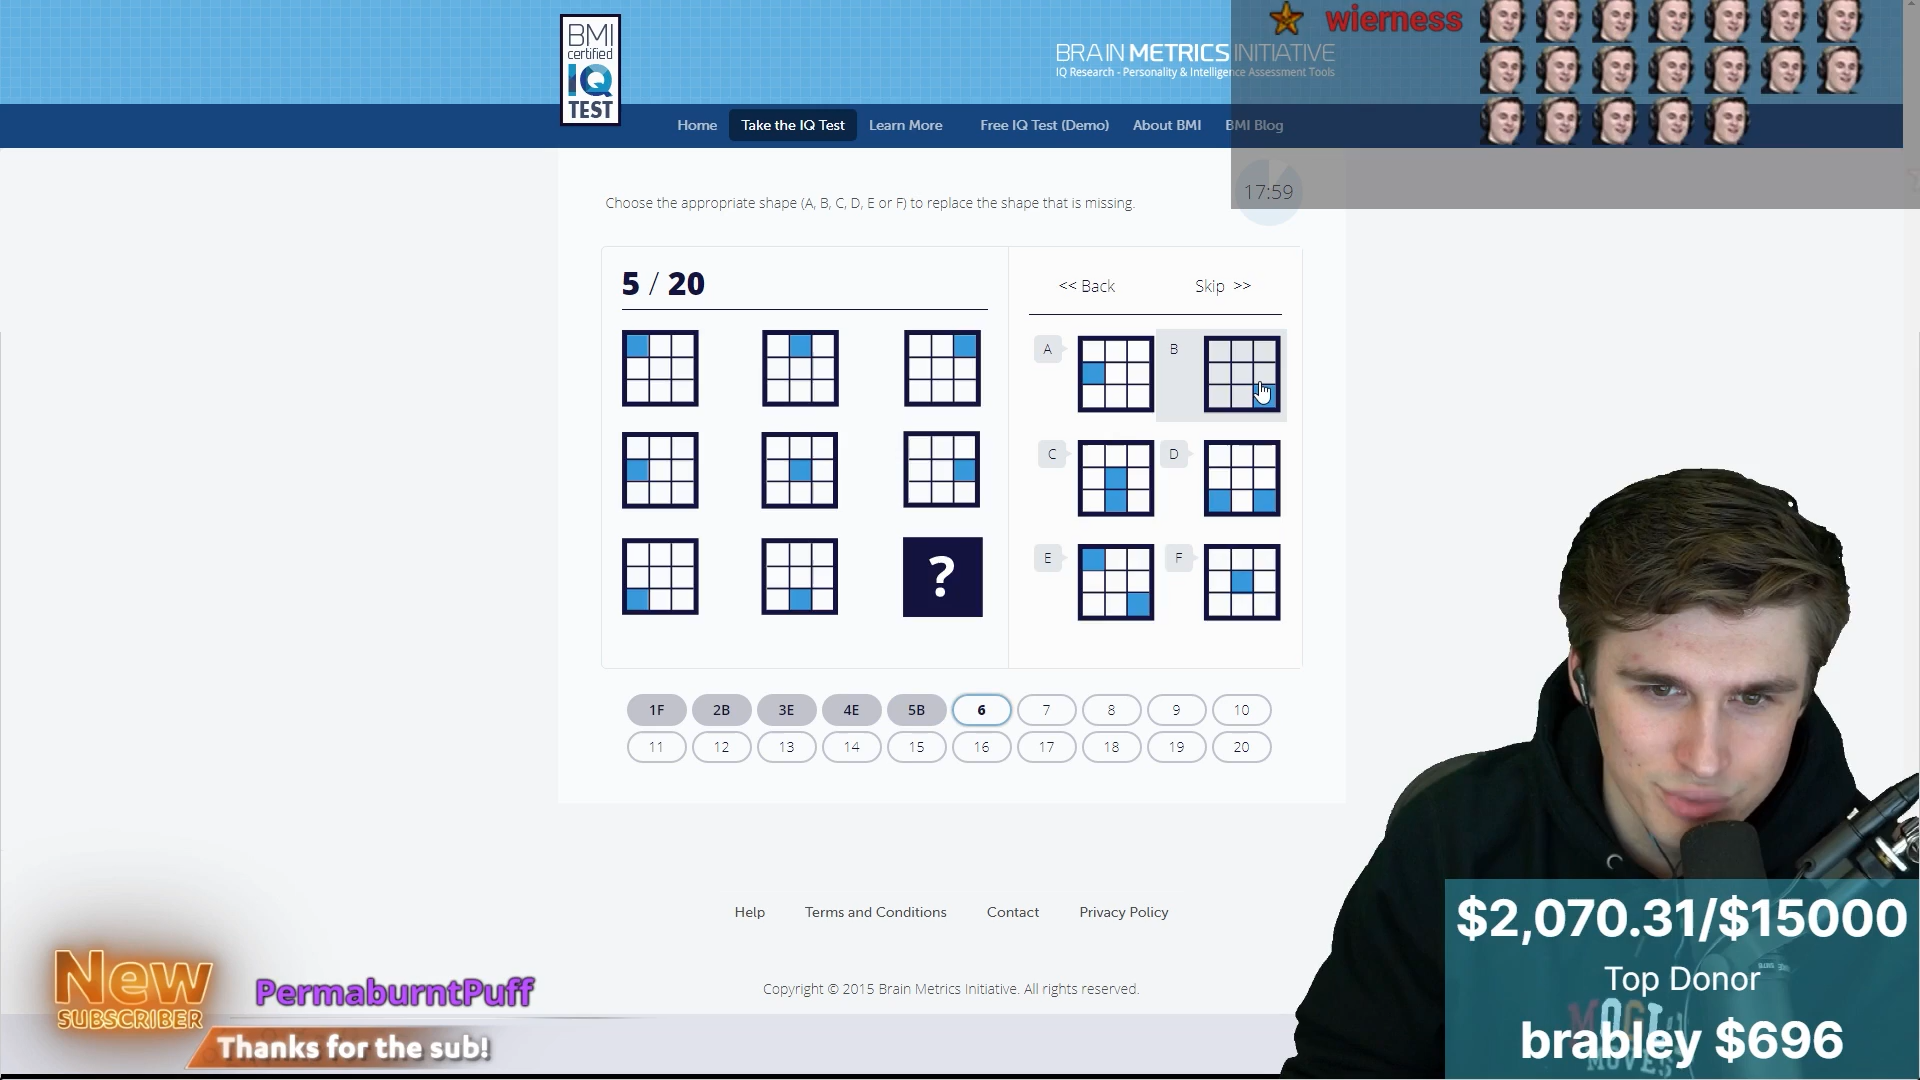 BMI
certified
IQ
TEST
BRAIN METRICS INITIATIVE
IQ Research - Personality & Intelligence Assessment Tools
wierness
Home
Take the IQ Test
Learn More
Free IQ Test (Demo)
About BMI
BMI Blog
17:59
Choose the appropriate shape (A, B, C, D, E or F) to replace the shape that is missing.
5 / 20
<< Back
Skip >>
A
B
C
D
E
F
?
1F 2B 3E 4E 5B 6 7 8 9 10
11 12 13 14 15 16 17 18 19 20
Help
Terms and Conditions
Contact
Privacy Policy
Copyright © 2015 Brain Metrics Initiative. All rights reserved.
New
SUBSCRIBER
PermaburntPuff
Thanks for the sub!
$2,070.31/$15000
Top Donor
brabley $696